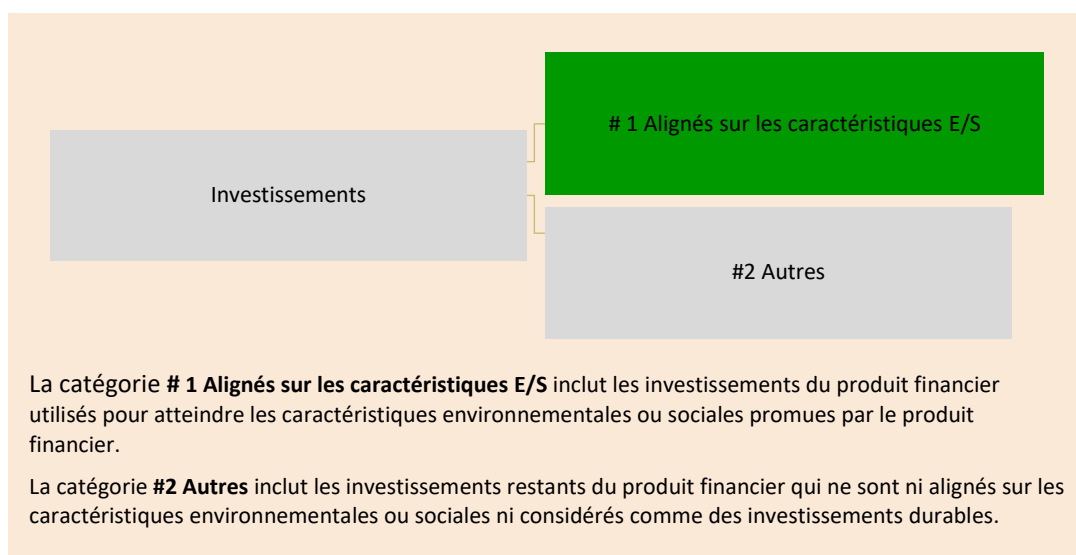 # 1 Alignés sur les caractéristiques E/S
Investissements
#2 Autres
La catégorie # 1 Alignés sur les caractéristiques E/S inclut les investissements du produit financier
utilisés pour atteindre les caractéristiques environnementales ou sociales promues par le produit
financier.
La catégorie #2 Autres inclut les investissements restants du produit financier qui ne sont ni alignés sur les
caractéristiques environnementales ou sociales ni considérés comme des investissements durables.